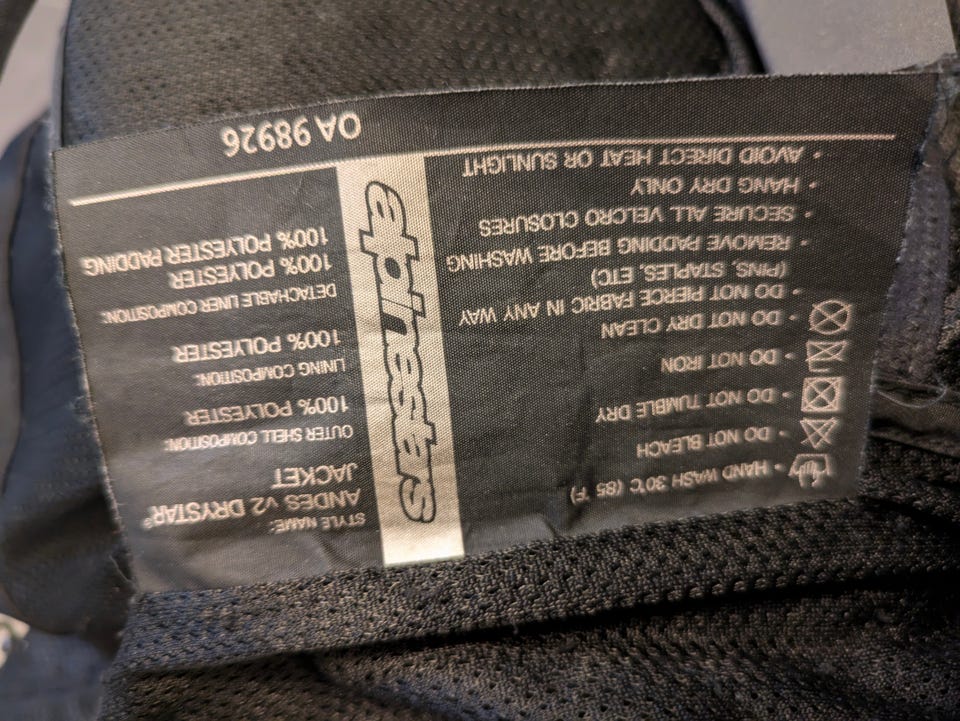 • HAND WASH 30°C (85 °F)
• DO NOT BLEACH
• DO NOT TUMBLE DRY
• DO NOT IRON
• DO NOT DRY CLEAN
• DO NOT PIERCE FABRIC IN ANY WAY
(PINS, STAPLES, ETC)
• REMOVE PADDING BEFORE WASHING
• SECURE ALL VELCRO CLOSURES
• HANG DRY ONLY
• AVOID DIRECT HEAT OR SUNLIGHT
alpinestars
STYLE NAME:
ANDES v2 DRYSTAR®
JACKET
OUTER SHELL COMPOSITION:
100% POLYESTER
LINING COMPOSITION:
100% POLYESTER
DETACHABLE LINER COMPOSITION:
100% POLYESTER
100% POLYESTER PADDING
OA 98926